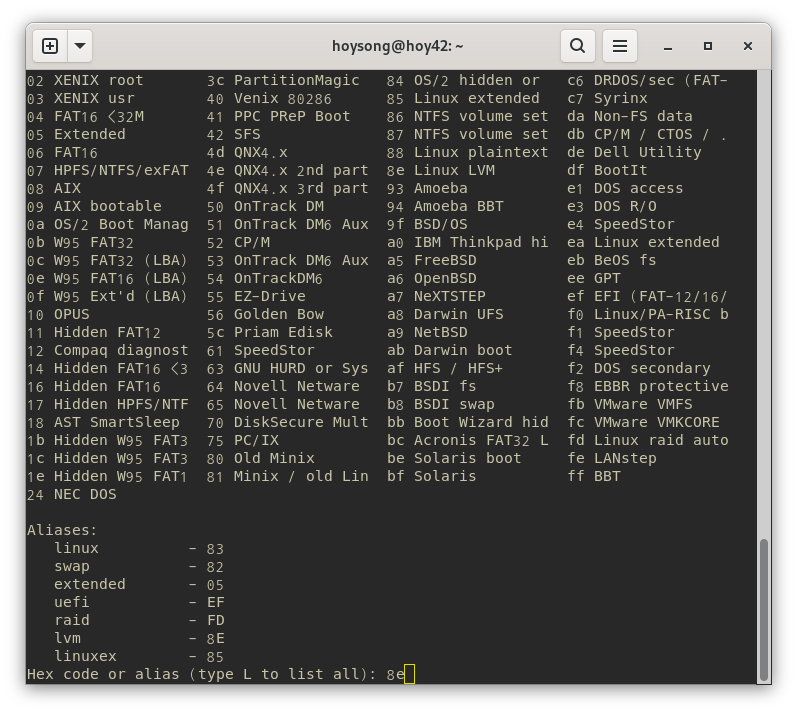 hoysong@hoy42: ~
02 XENIX root       3c PartitionMagic   84 OS/2 hidden or   c6 DRDOS/sec (FAT-
03 XENIX usr        40 Venix 80286      85 Linux extended   c7 Syrinx
04 FAT16 <32M       41 PPC PReP Boot    86 NTFS volume set  da Non-FS data
05 Extended         42 SFS              87 NTFS volume set  db CP/M / CTOS / .
06 FAT16            4d QNX4.x           88 Linux plaintext  de Dell Utility
07 HPFS/NTFS/exFAT  4e QNX4.x 2nd part  8e Linux LVM        df BootIt
08 AIX              4f QNX4.x 3rd part  93 Amoeba           e1 DOS access
09 AIX bootable     50 OnTrack DM       94 Amoeba BBT       e3 DOS R/O
0a OS/2 Boot Manag  51 OnTrack DM6 Aux  9f BSD/OS           e4 SpeedStor
0b W95 FAT32        52 CP/M             a0 IBM Thinkpad hi  ea Linux extended
0c W95 FAT32 (LBA)  53 OnTrack DM6 Aux  a5 FreeBSD          eb BeOS fs
0e W95 FAT16 (LBA)  54 OnTrackDM6       a6 OpenBSD          ee GPT
0f W95 Ext'd (LBA)  55 EZ-Drive         a7 NeXTSTEP         ef EFI (FAT-12/16/
10 OPUS             56 Golden Bow       a8 Darwin UFS       f0 Linux/PA-RISC b
11 Hidden FAT12     5c Priam Edisk      a9 NetBSD           f1 SpeedStor
12 Compaq diagnost  61 SpeedStor        ab Darwin boot      f4 SpeedStor
14 Hidden FAT16 <3  63 GNU HURD or Sys  af HFS / HFS+       f2 DOS secondary
16 Hidden FAT16     64 Novell Netware   b7 BSDI fs          f8 EBBR protective
17 Hidden HPFS/NTF  65 Novell Netware   b8 BSDI swap        fb VMware VMFS
18 AST SmartSleep   70 DiskSecure Mult  bb Boot Wizard hid  fc VMware VMKCORE
1b Hidden W95 FAT3  75 PC/IX            bc Acronis FAT32 L  fd Linux raid auto
1c Hidden W95 FAT3  80 Old Minix        be Solaris boot     fe LANstep
1e Hidden W95 FAT1  81 Minix / old Lin  bf Solaris          ff BBT
24 NEC DOS
Aliases:
   linux          - 83
   swap           - 82
   extended       - 05
   uefi           - EF
   raid           - FD
   lvm            - 8E
   linuxex        - 85
Hex code or alias (type L to list all): 8e